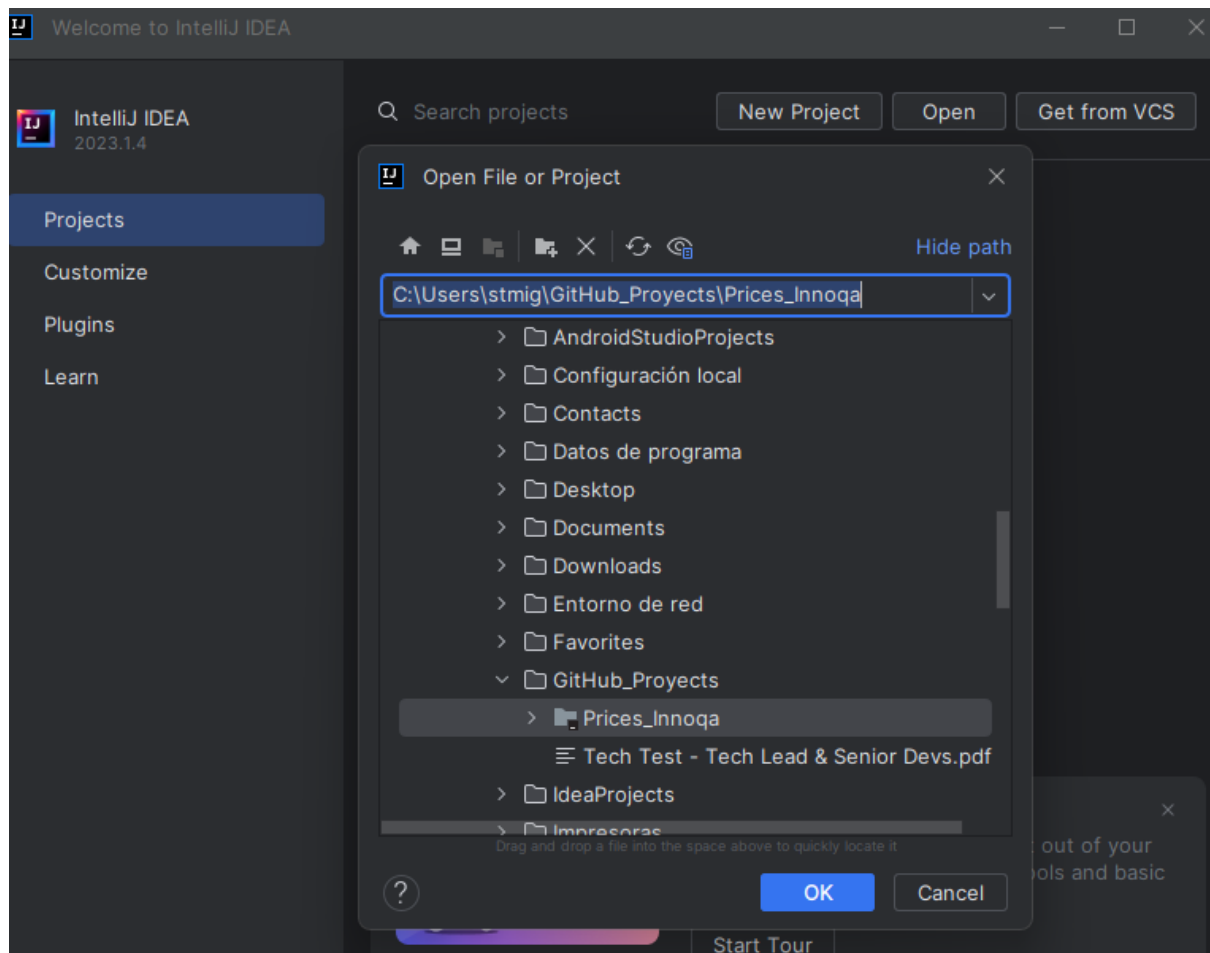 Welcome to IntelliJ IDEA
IntelliJ IDEA
2023.1.4
Projects
Customize
Plugins
Learn
Search projects
New Project
Open
Get from VCS
Open File or Project
Hide path
C:\Users\stmig\GitHub_Proyects\Prices_Innoqa
AndroidStudioProjects
Configuración local
Contacts
Datos de programa
Desktop
Documents
Downloads
Entorno de red
Favorites
GitHub_Proyects
Prices_Innoqa
Tech Test - Tech Lead & Senior Devs.pdf
IdeaProjects
Impresoras
Drag and drop a file into the space above to quickly locate it
?
OK
Cancel
out of your
and basic
Start Tour